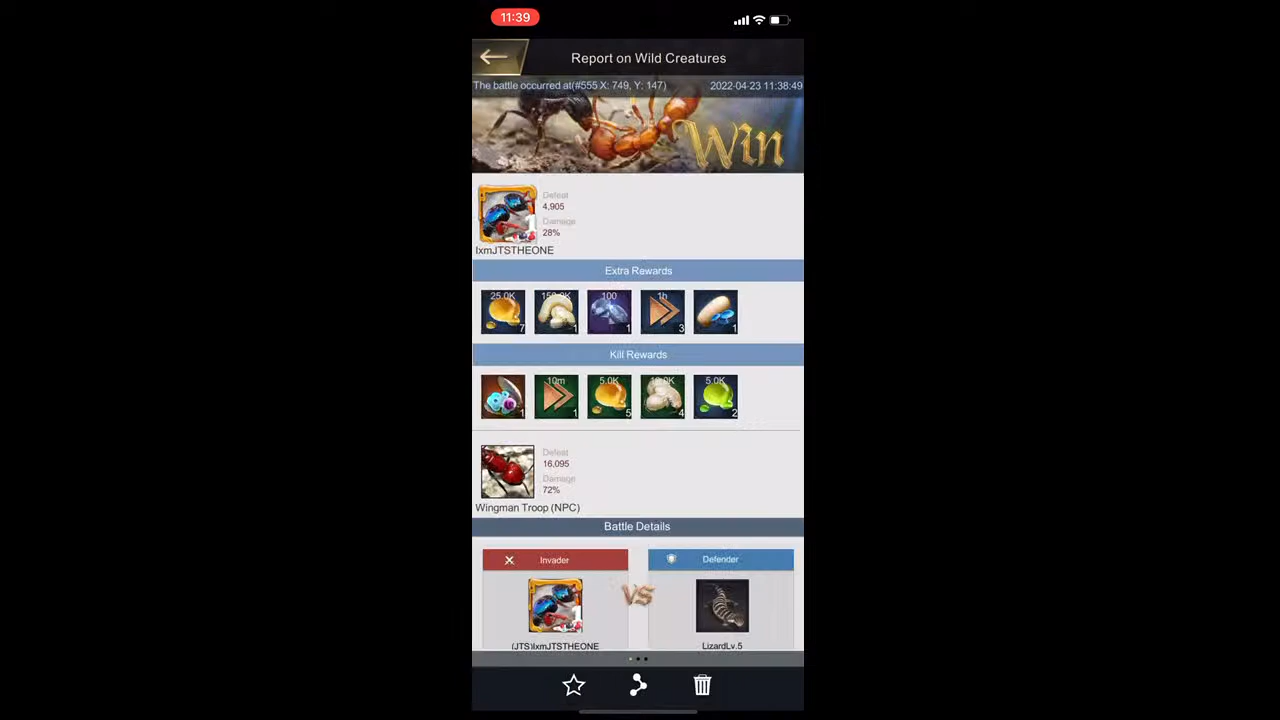 11:39
Report on Wild Creatures
The battle occurred at(#555 X: 749, Y: 147) 2022-04-23 11:38:49
Win
Defeat
4,905
Damage
28%
IxmJTSTHEONE
Extra Rewards
25.0K 100 1h
7 1 1 3 1
Kill Rewards
10m 5.0K 5.0K
1 1 5 4 2
Defeat
16,095
Damage
72%
Wingman Troop (NPC)
Battle Details
Invader Defender
VS
(JTS)IxmJTSTHEONE LizardLv.5